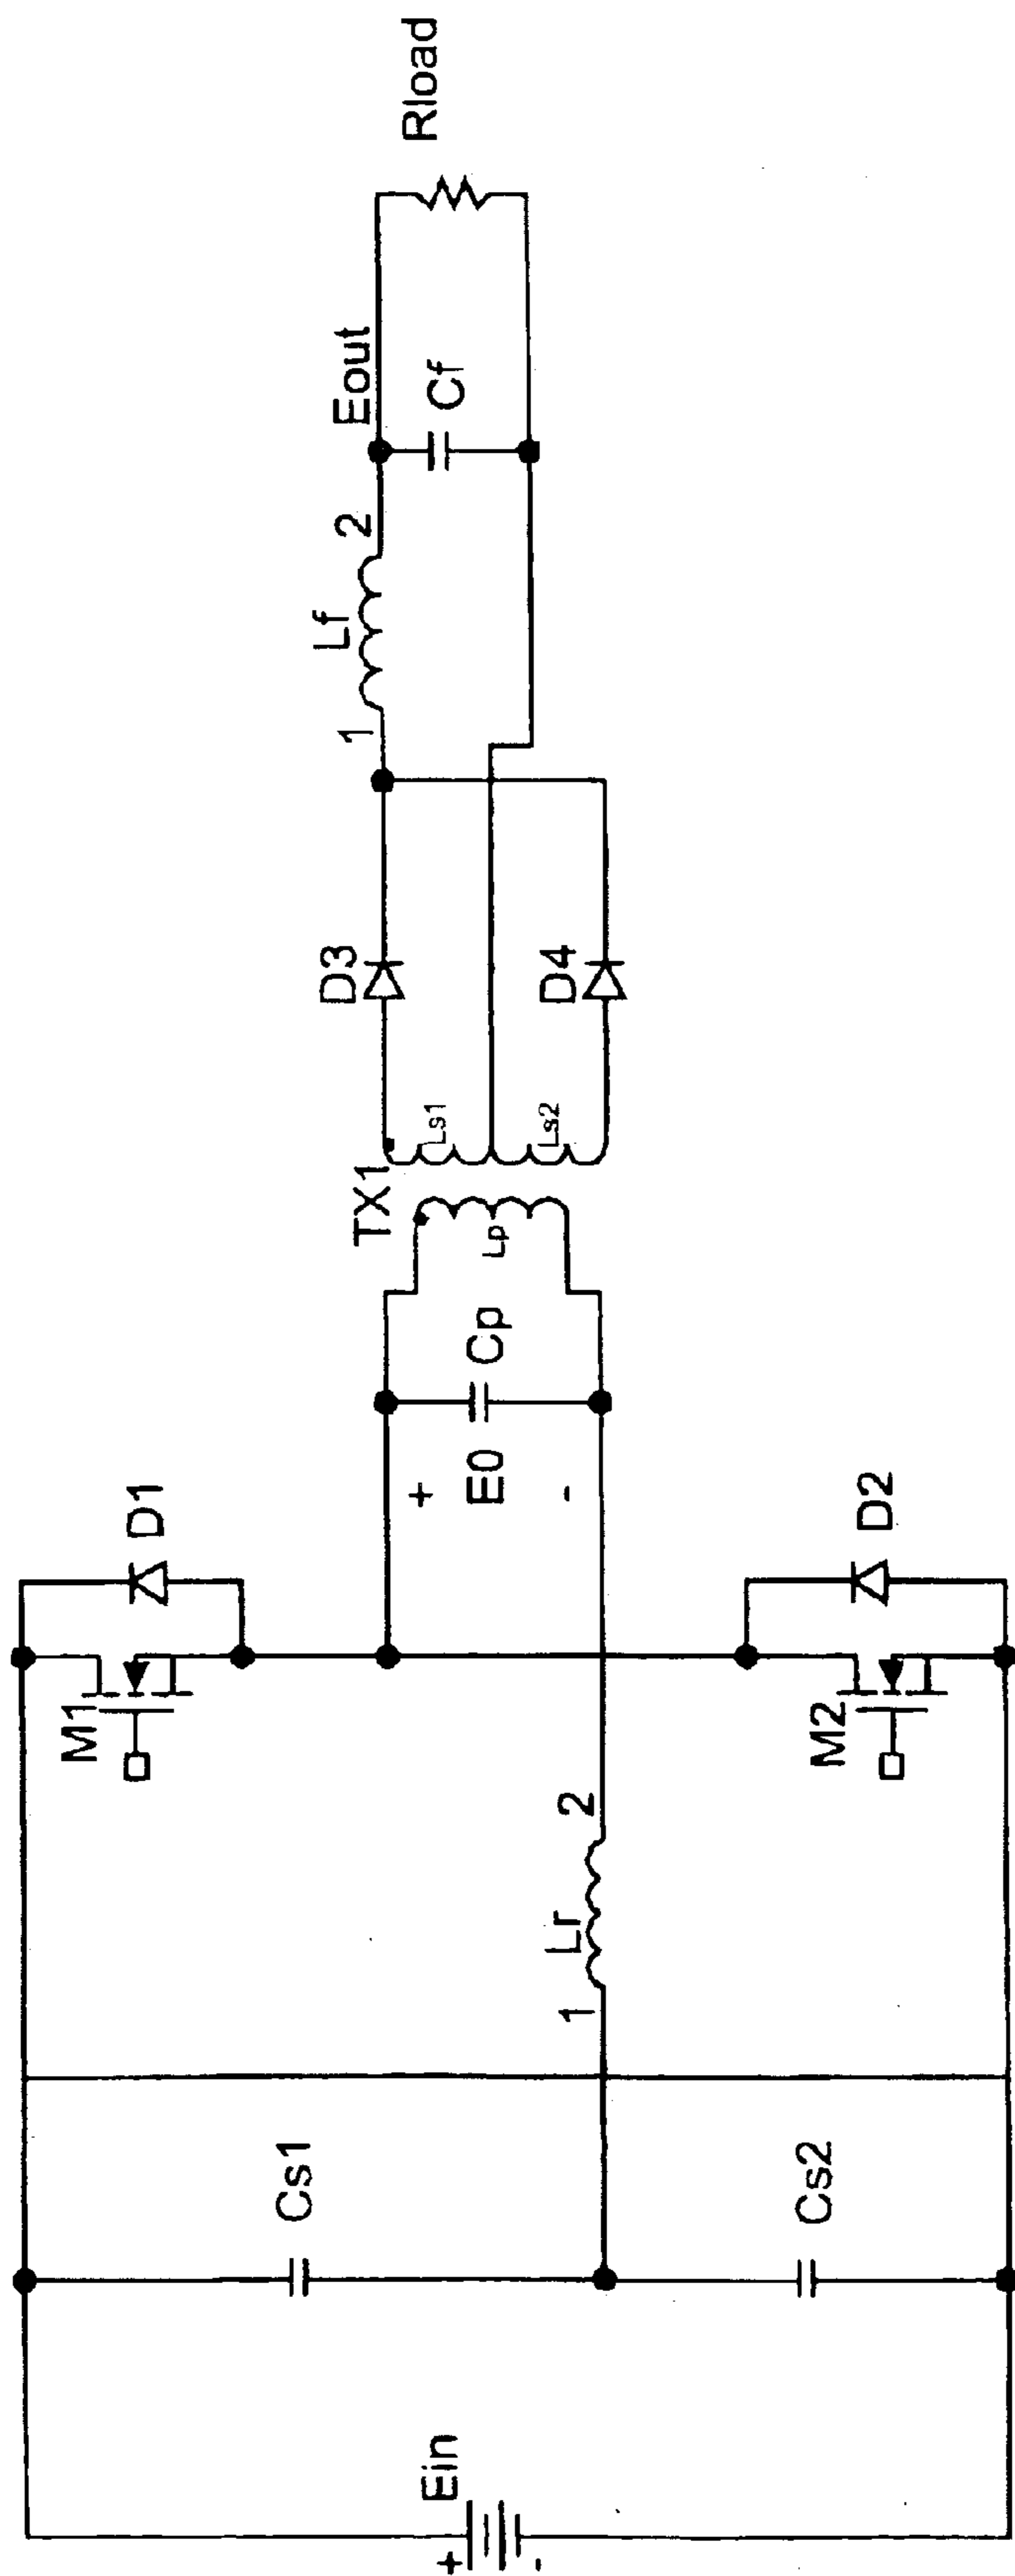 +
Ein
-
Cs1
Cs2
1
Lr
2
M1
D1
M2
D2
+
E0
-
Cp
TX1
Lp
Ls1
Ls2
D3
D4
1
Lf
2
Eout
Cf
Rload